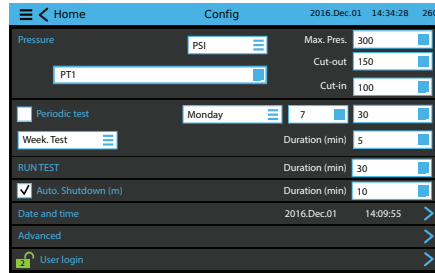 Home Config 2016.Dec.01 14:34:28 260
Pressure PSI Max. Pres. 300
Cut-out 150
PT1
Cut-in 100
Periodic test Monday 7 30
Week. Test Duration (min) 5
RUN TEST Duration (min) 30
Auto. Shutdown (m) Duration (min) 10
Date and time 2016.Dec.01 14:09:55
Advanced
2 User login